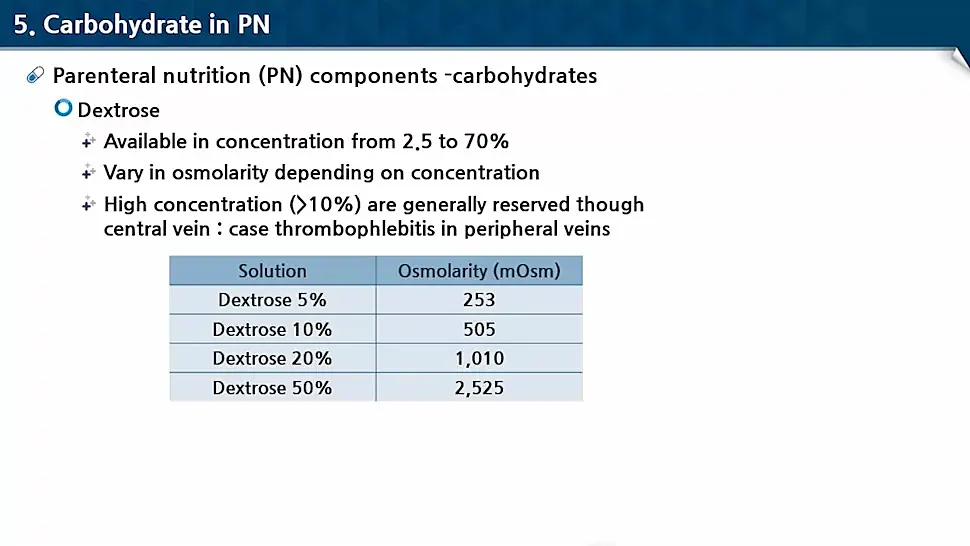 5. Carbohydrate in PN
Parenteral nutrition (PN) components -carbohydrates
Dextrose
Available in concentration from 2.5 to 70%
Vary in osmolarity depending on concentration
High concentration (>10%) are generally reserved though
central vein : case thrombophlebitis in peripheral veins
Solution Osmolarity (mOsm)
Dextrose 5% 253
Dextrose 10% 505
Dextrose 20% 1,010
Dextrose 50% 2,525